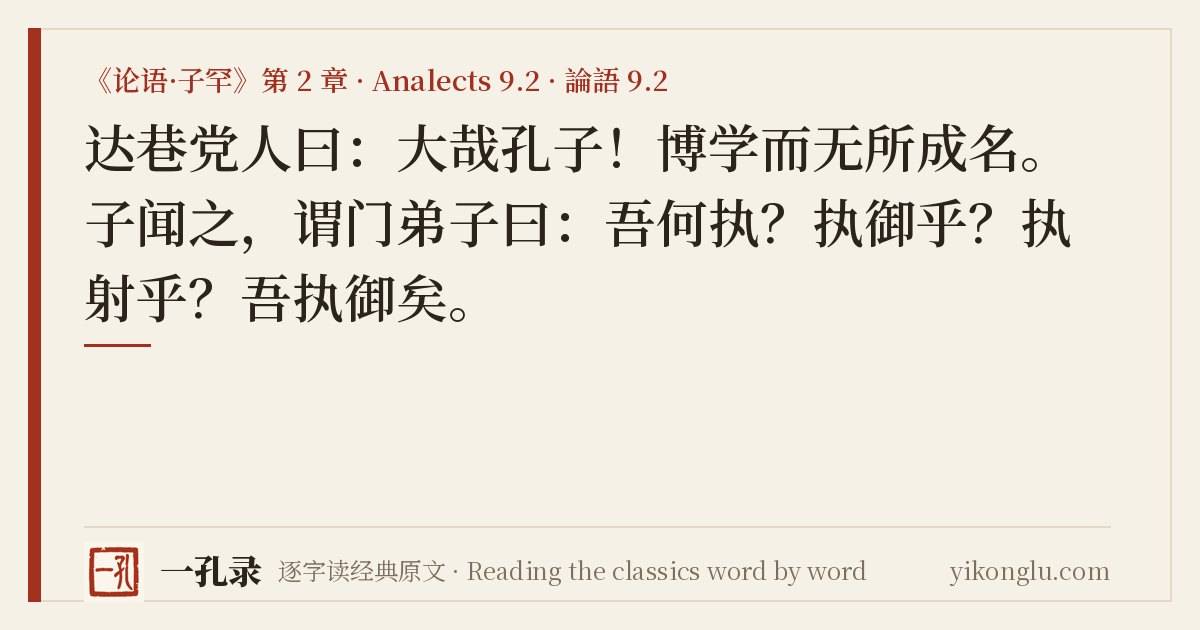 《论语·子罕》第 2 章 · Analects 9.2 · 論語 9.2
达巷党人曰：大哉孔子！博学而无所成名。
子闻之，谓门弟子曰：吾何执？执御乎？执
射乎？吾执御矣。
一孔
一孔录 逐字读经典原文 · Reading the classics word by word yikonglu.com